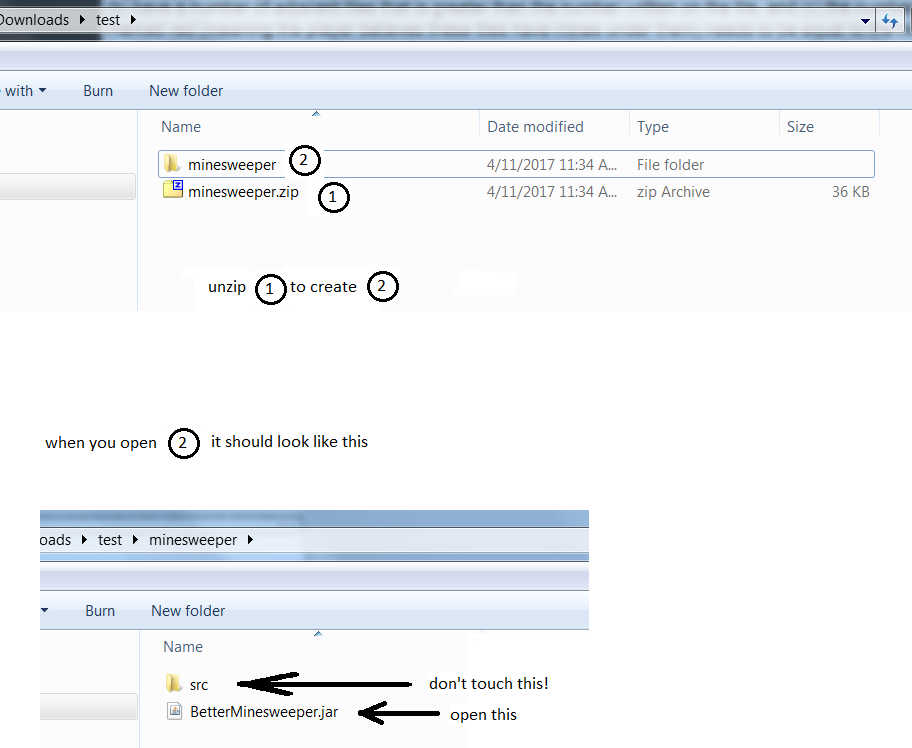 Downloads ▸ test ▸
with ▾ Burn New folder
Name Date modified Type Size
minesweeper 2 4/11/2017 11:34 A... File folder
minesweeper.zip 1 4/11/2017 11:34 A... zip Archive 36 KB
unzip 1 to create 2
when you open 2 it should look like this
oads ▸ test ▸ minesweeper ▸
Burn New folder
Name
src don't touch this!
BetterMinesweeper.jar open this